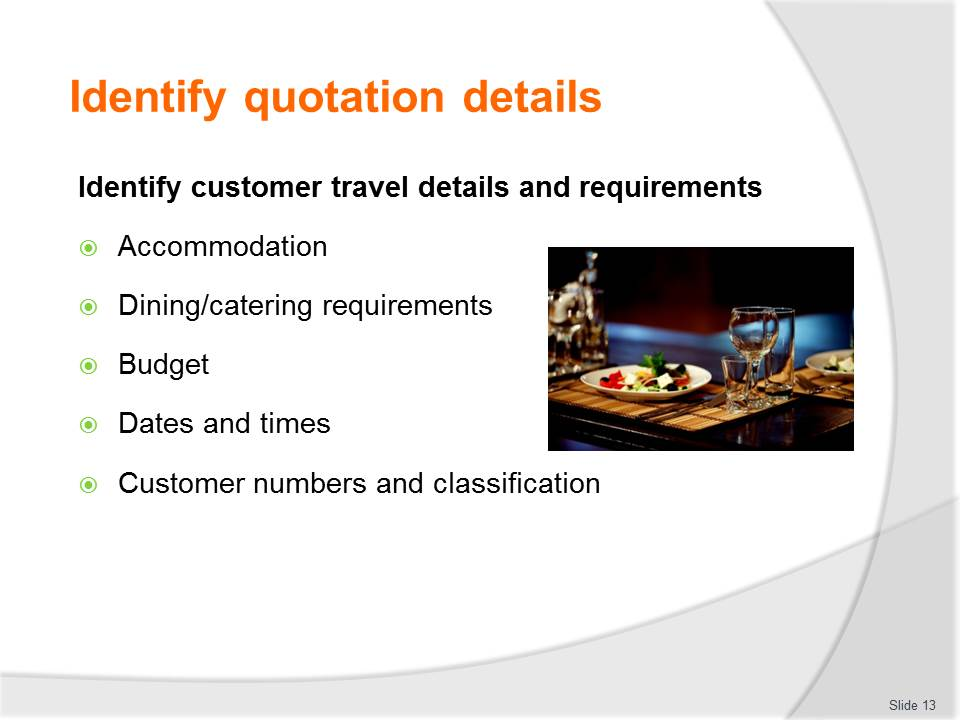 Identify quotation details
Identify customer travel details and requirements
Accommodation
Dining/catering requirements
Budget
Dates and times
Customer numbers and classification
Slide 13